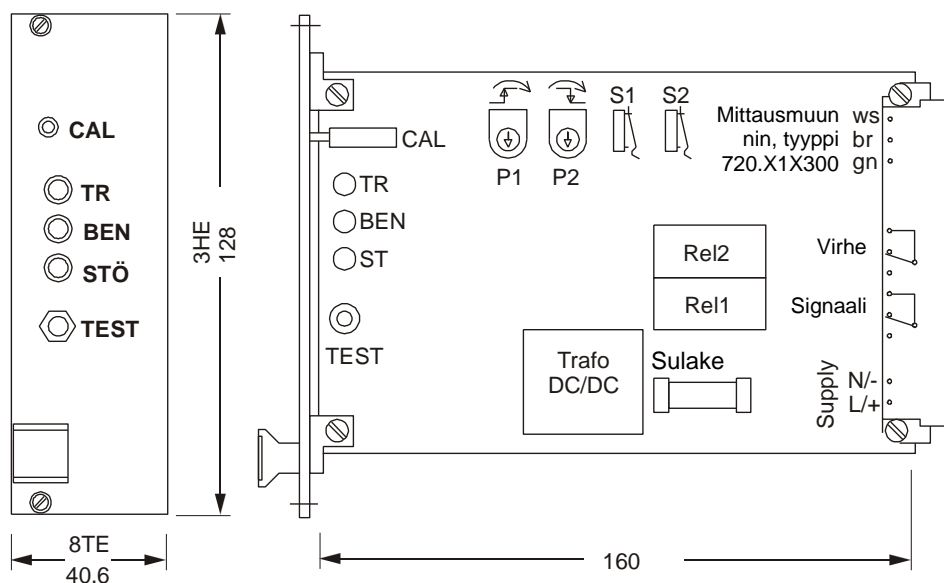 CAL
TR
BEN
STÖ
TEST
8TE
40.6
3HE
128
CAL
TR
BEN
ST
TEST
P1
P2
S1
S2
Mittausmuun
nin, tyyppi
720.X1X300
ws
br
gn
Rel2
Rel1
Virhe
Signaali
Trafo
DC/DC
Sulake
Supply
N/-
L/+
160